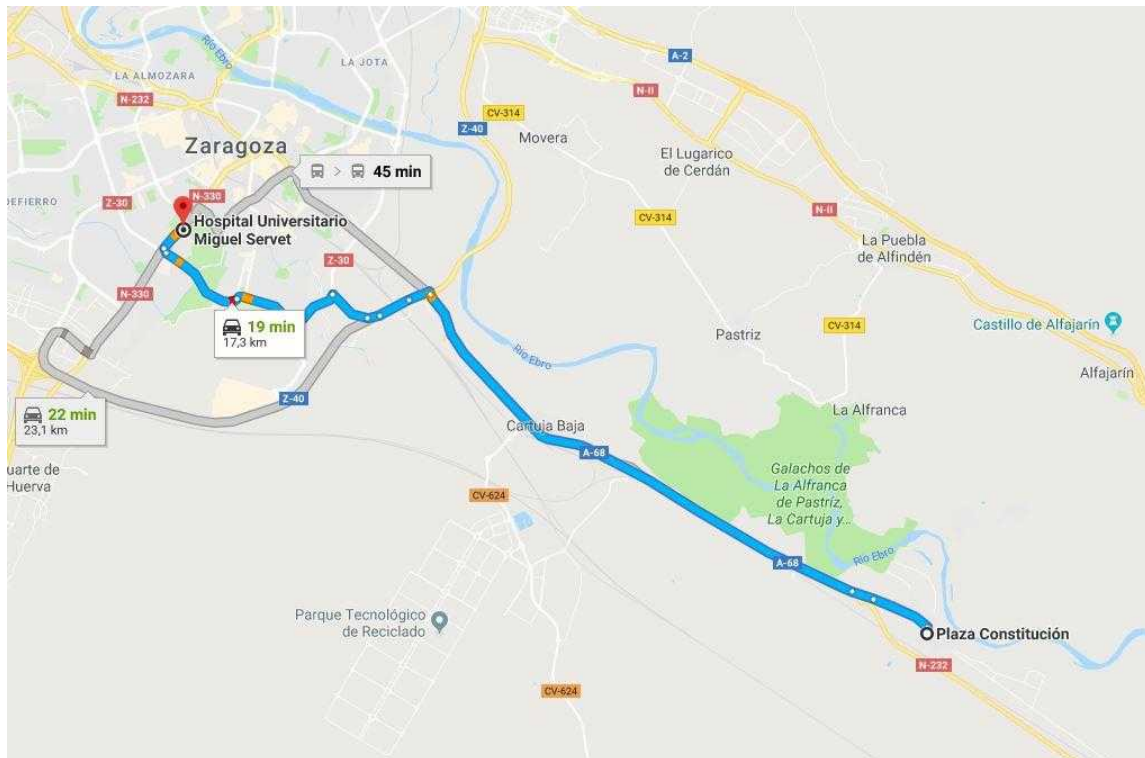 Río Ebro
A-2
LA ALMOZARA
LA JOTA
N-232
N-II
CV-314
Z-40
Movera
Zaragoza
El Lugarico
de Cerdán
45 min
DEFIERRO
Z-30
N-330
Hospital Universitario
Miguel Servet
CV-314
N-II
La Puebla
de Alfindén
Z-30
N-330
19 min
17,3 km
Pastriz
CV-314
Castillo de Alfajarín
Río Ebro
Alfajarín
22 min
23,1 km
Z-40
La Alfranca
Cartuja Baja
A-68
uarte de
Huerva
Galachos de
La Alfranca
de Pastriz,
La Cartuja y...
CV-624
Río Ebro
A-68
Parque Tecnológico
de Reciclado
Plaza Constitución
N-232
CV-624